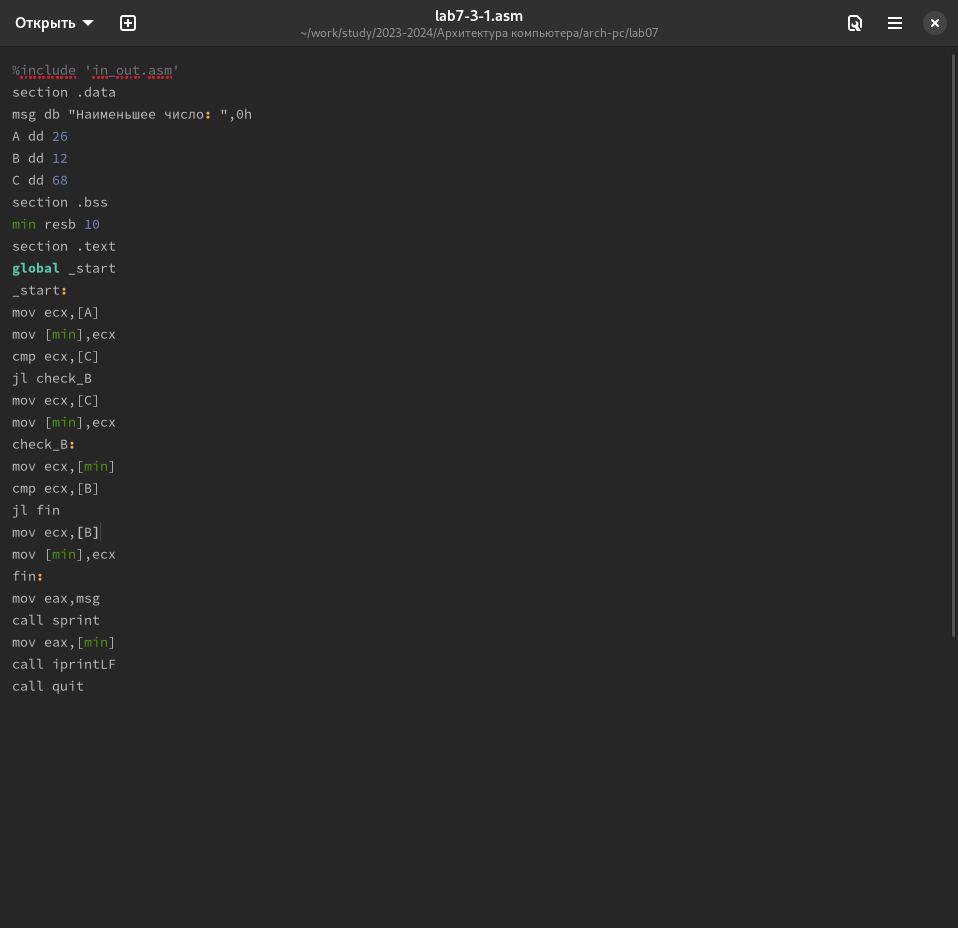 Открыть
lab7-3-1.asm
~/work/study/2023-2024/Архитектура компьютера/arch-pc/lab07
%include 'in_out.asm'
section .data
msg db "Наименьшее число: ",0h
A dd 26
B dd 12
C dd 68
section .bss
min resb 10
section .text
global _start
_start:
mov ecx,[A]
mov [min],ecx
cmp ecx,[C]
jl check_B
mov ecx,[C]
mov [min],ecx
check_B:
mov ecx,[min]
cmp ecx,[B]
jl fin
mov ecx,[B]
mov [min],ecx
fin:
mov eax,msg
call sprint
mov eax,[min]
call iprintLF
call quit